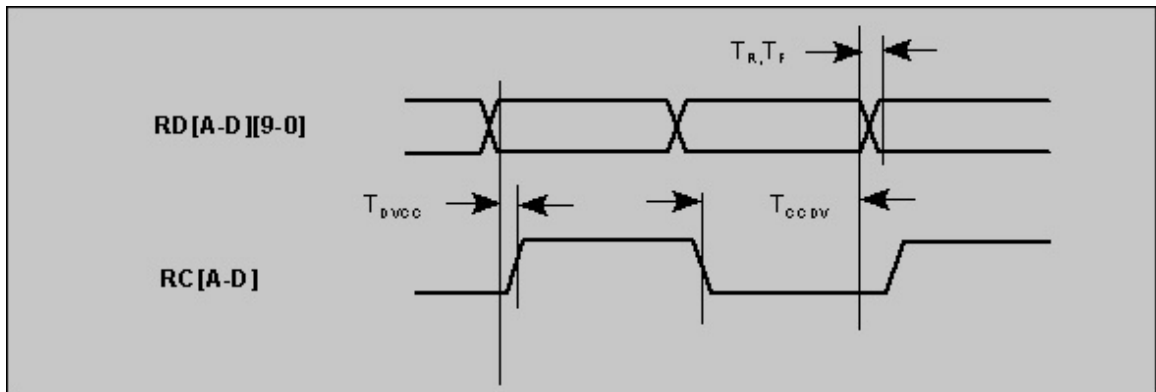 TR,TF
RD[A-D][9-0]
TDVCC
TCCDV
RC[A-D]